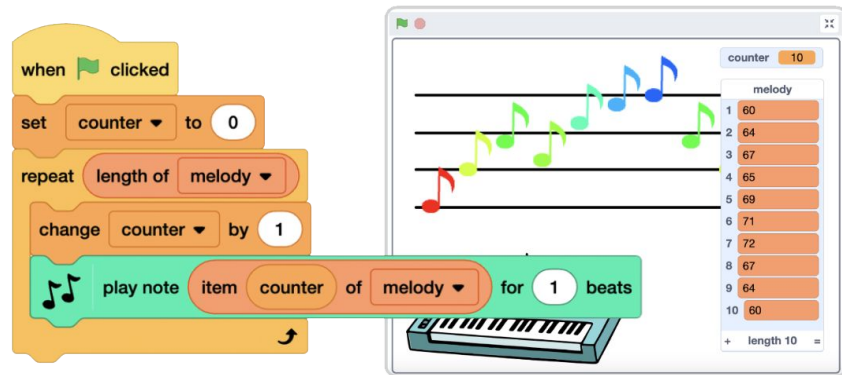 when clicked
set counter to 0
repeat length of melody
change counter by 1
play note item counter of melody for 1 beats
counter 10
melody
1 60
2 64
3 67
4 65
5 69
6 71
7 72
8 67
9 64
10 60
+ length 10 =